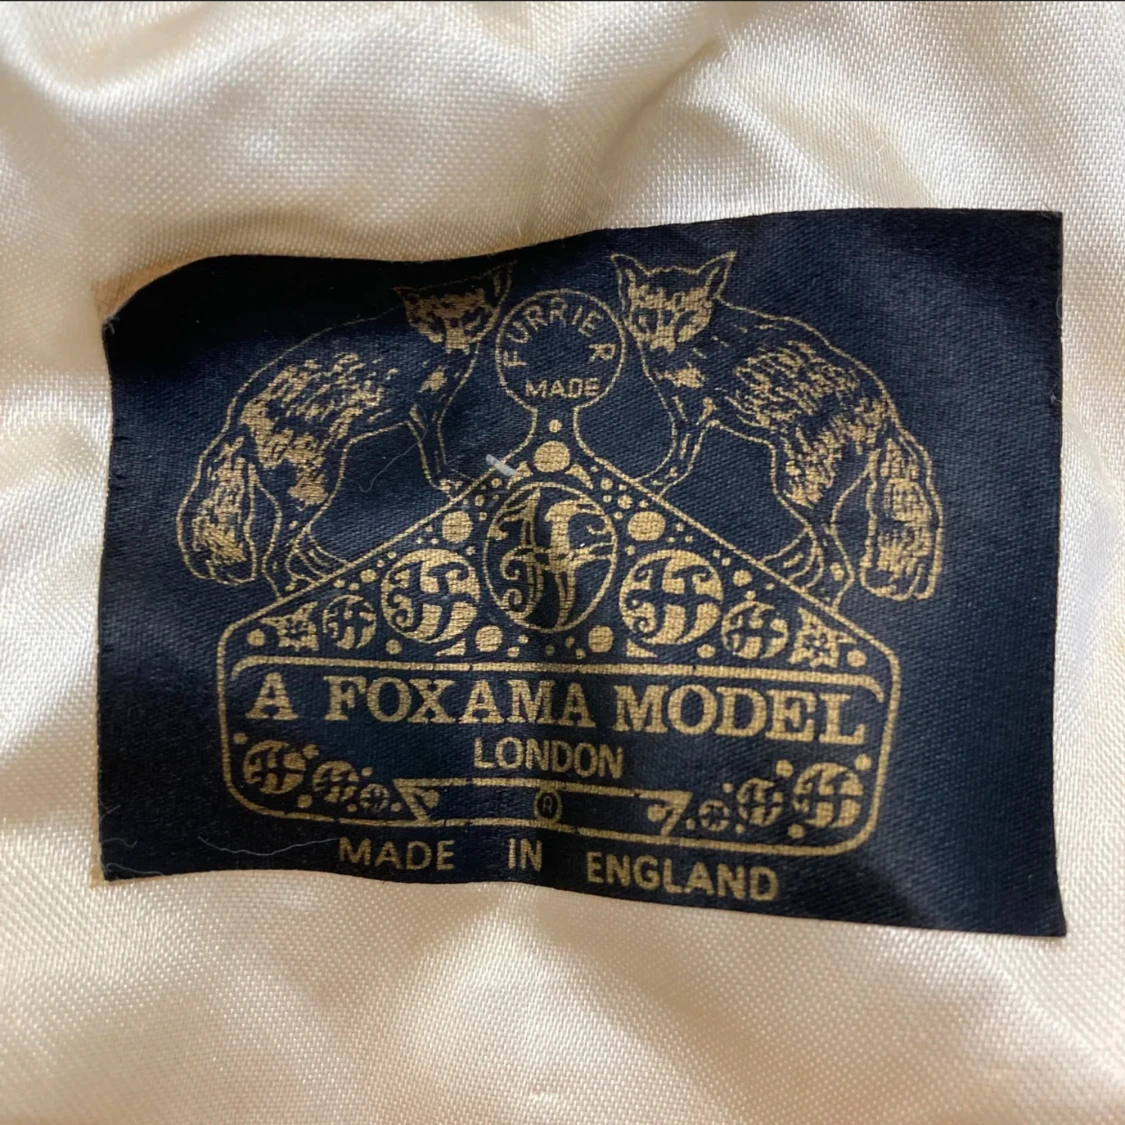 FURRIER
MADE
A FOXAMA MODEL
LONDON
®
MADE IN ENGLAND